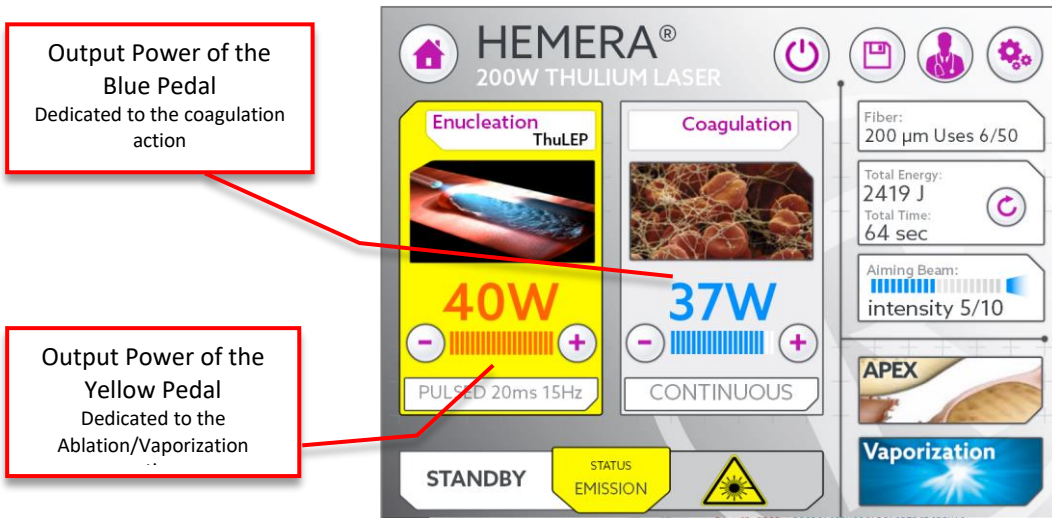 Output Power of the
Blue Pedal
Dedicated to the coagulation
action
Output Power of the
Yellow Pedal
Dedicated to the
Ablation/Vaporization
HEMERA®
200W THULIUM LASER
Enucleation
ThuLEP
40W
PULSED 20ms 15Hz
Coagulation
37W
CONTINUOUS
Fiber:
200 µm Uses 6/50
Total Energy:
2419 J
Total Time:
64 sec
Aiming Beam:
intensity 5/10
APEX
Vaporization
STANDBY
STATUS
EMISSION